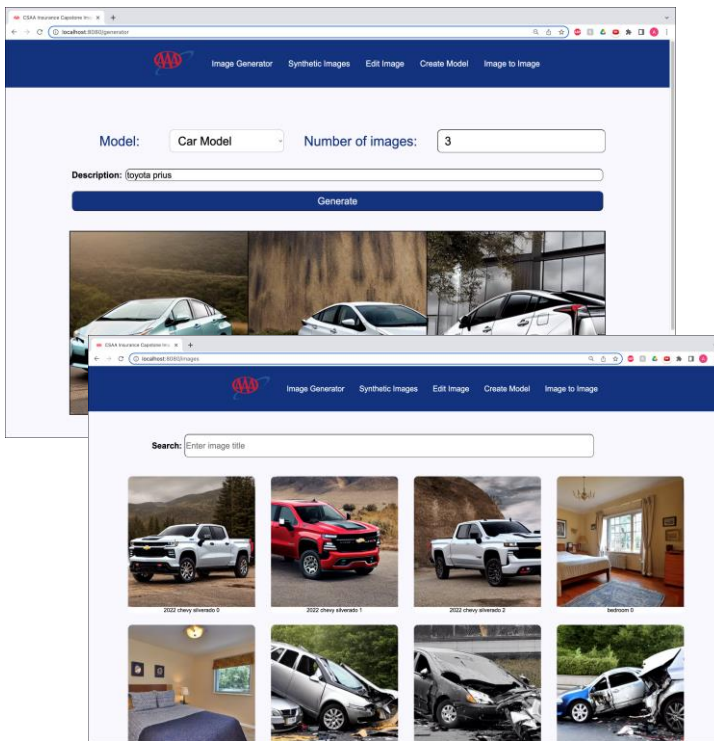 CSAA Insurance Capstone
localhost:8080/generator
AAA Image Generator Synthetic Images Edit Image Create Model Image to Image
Model: Car Model Number of images: 3
Description: toyota prius
Generate
CSAA Insurance Capstone
localhost:8080/images
AAA Image Generator Synthetic Images Edit Image Create Model Image to Image
Search: Enter image title
2022 chevy silverado 0 2022 chevy silverado 1 2022 chevy silverado 2 bedroom 0